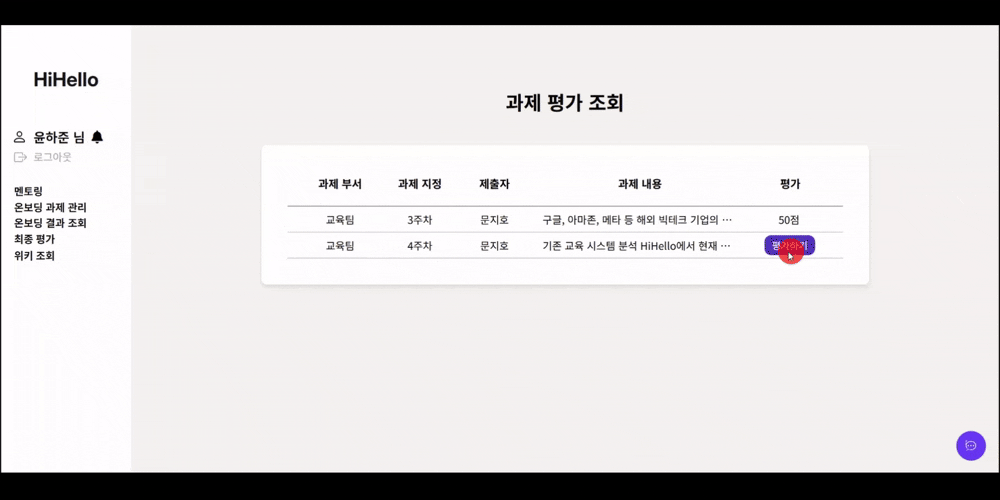 HiHello
윤하준 님
로그아웃
멘토링
온보딩 과제 관리
온보딩 결과 조회
최종 평가
위키 조회
과제 평가 조회
과제 부서 과제 지정 제출자 과제 내용 평가
교육팀 3주차 문지호 구글, 아마존, 메타 등 해외 빅테크 기업의 … 50점
교육팀 4주차 문지호 기존 교육 시스템 분석 HiHello에서 현재 … 평가하기